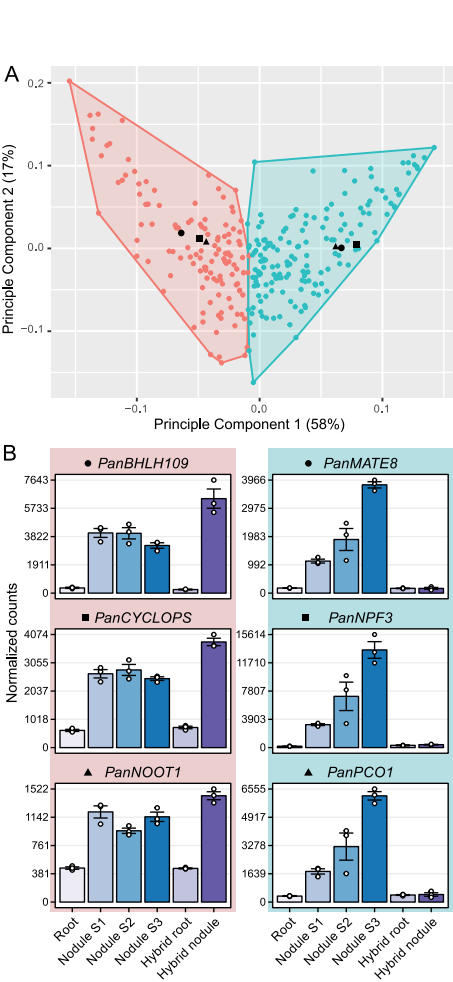 A
Principle Component 2 (17%)
0.2
0.1
0.0
−0.1
−0.1
0.0
0.1
Principle Component 1 (58%)
B
Normalized counts
PanBHLH109
7643
5733
3822
1911
0
PanMATE8
3966
2975
1983
992
0
PanCYCLOPS
4074
3055
2037
1018
0
PanNPF3
15614
11710
7807
3903
0
PanNOOT1
1522
1142
761
381
0
PanPCO1
6555
4917
3278
1639
0
Root
Nodule S1
Nodule S2
Nodule S3
Hybrid root
Hybrid nodule
Root
Nodule S1
Nodule S2
Nodule S3
Hybrid root
Hybrid nodule